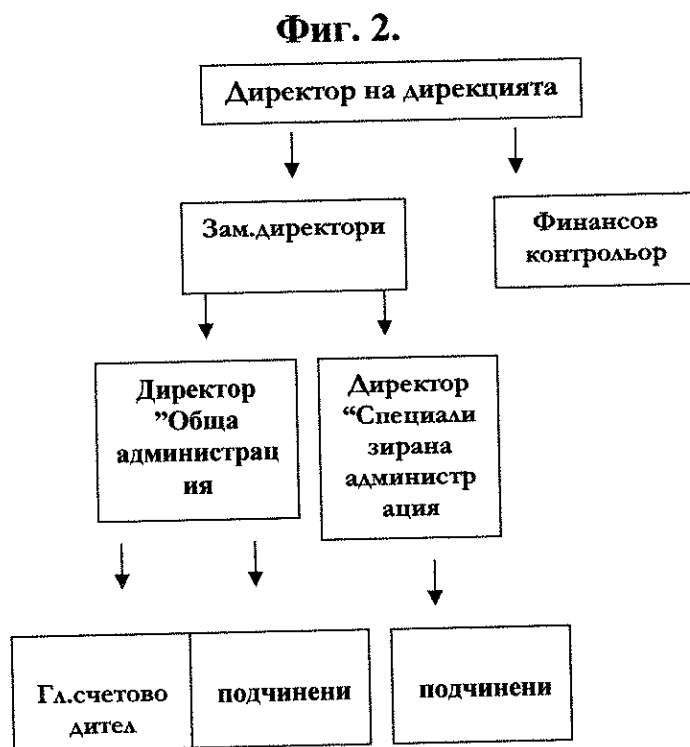 Фиг. 2.
Директор на дирекцията
Зам.директори
Финансов
контрольор
Директор
”Обща
администрац
ия
Директор
“Специали
зирана
администр
ация
Гл.счетово
дител
подчинени
подчинени